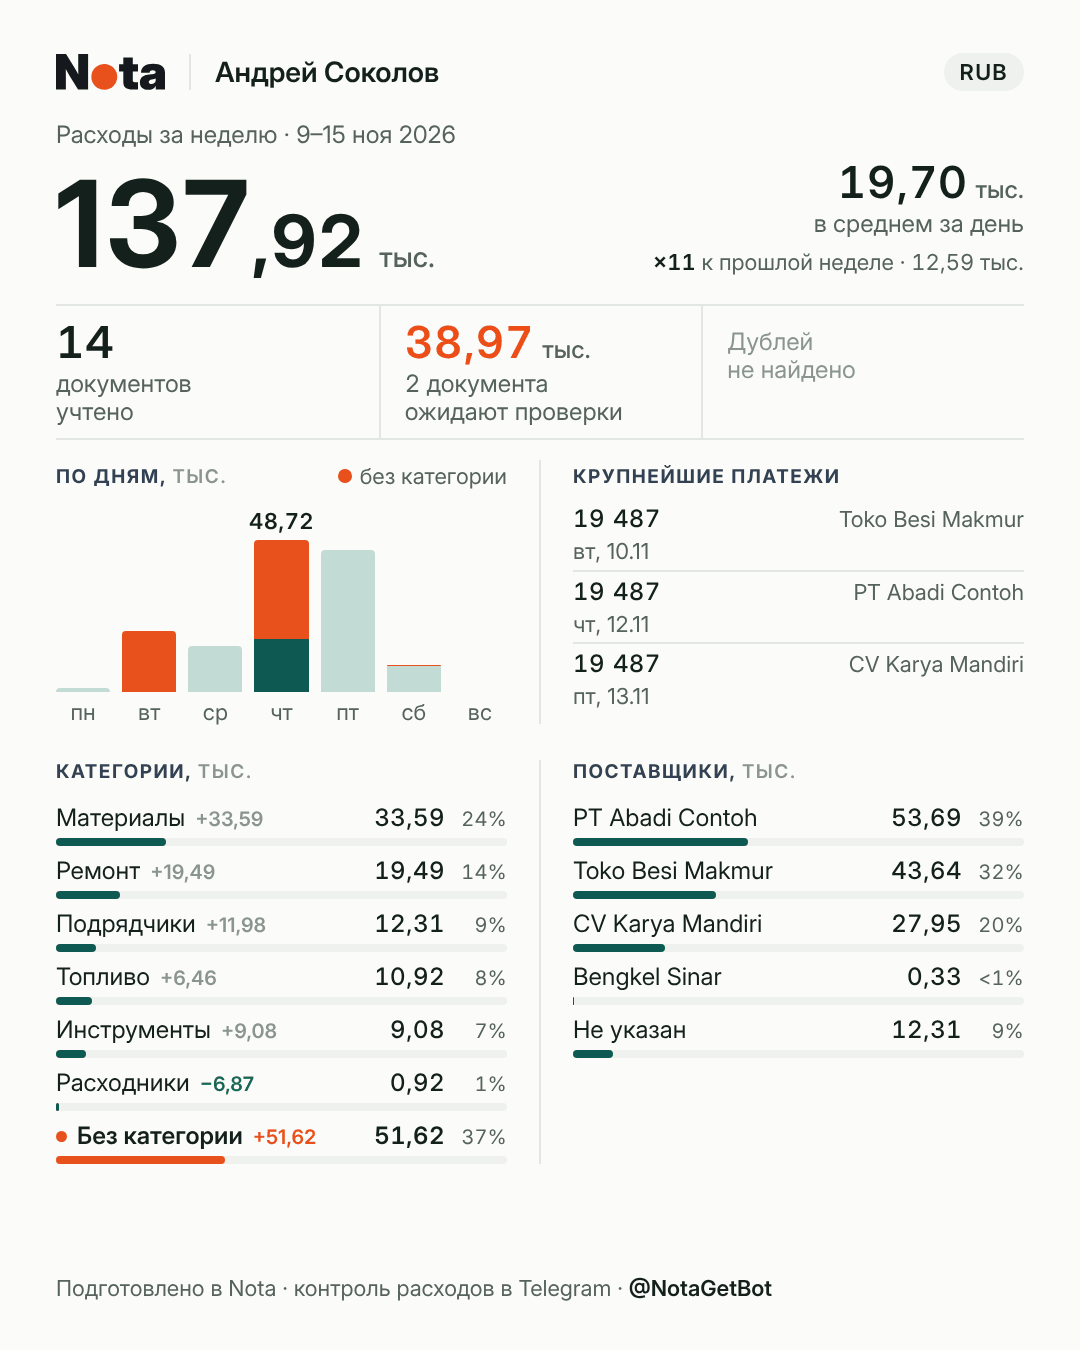 Nota
Андрей Соколов
RUB
Расходы за неделю · 9–15 ноя 2026
137,92 тыс.
19,70 тыс.
в среднем за день
×11 к прошлой неделе · 12,59 тыс.
14
документов
учтено
38,97 тыс.
2 документа
ожидают проверки
Дублей
не найдено
ПО ДНЯМ, ТЫС.
без категории
48,72
пн вт ср чт пт сб вс
КРУПНЕЙШИЕ ПЛАТЕЖИ
19 487 Toko Besi Makmur
вт, 10.11
19 487 PT Abadi Contoh
чт, 12.11
19 487 CV Karya Mandiri
пт, 13.11
КАТЕГОРИИ, ТЫС.
Материалы +33,59 33,59 24%
Ремонт +19,49 19,49 14%
Подрядчики +11,98 12,31 9%
Топливо +6,46 10,92 8%
Инструменты +9,08 9,08 7%
Расходники −6,87 0,92 1%
Без категории +51,62 51,62 37%
ПОСТАВЩИКИ, ТЫС.
PT Abadi Contoh 53,69 39%
Toko Besi Makmur 43,64 32%
CV Karya Mandiri 27,95 20%
Bengkel Sinar 0,33 <1%
Не указан 12,31 9%
Подготовлено в Nota · контроль расходов в Telegram · @NotaGetBot